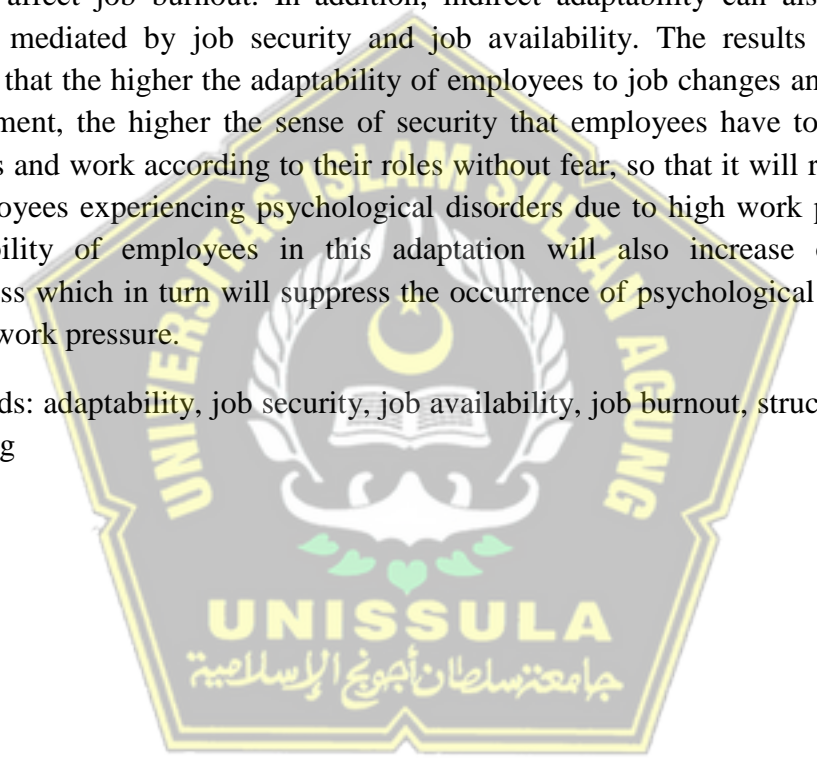 affect job burnout. In addition, indirect adaptability can als
mediated by job security and job availability. The results
that the higher the adaptability of employees to job changes an
ment, the higher the sense of security that employees have to
s and work according to their roles without fear, so that it will r
oyees experiencing psychological disorders due to high work p
bility of employees in this adaptation will also increase
ss which in turn will suppress the occurrence of psychological
work pressure.
ds: adaptability, job security, job availability, job burnout, struc
g
UNIVERSITAS ISLAM SULTAN AGUNG
UNISSULA
جامعة سلطان أجونج الإسلامية